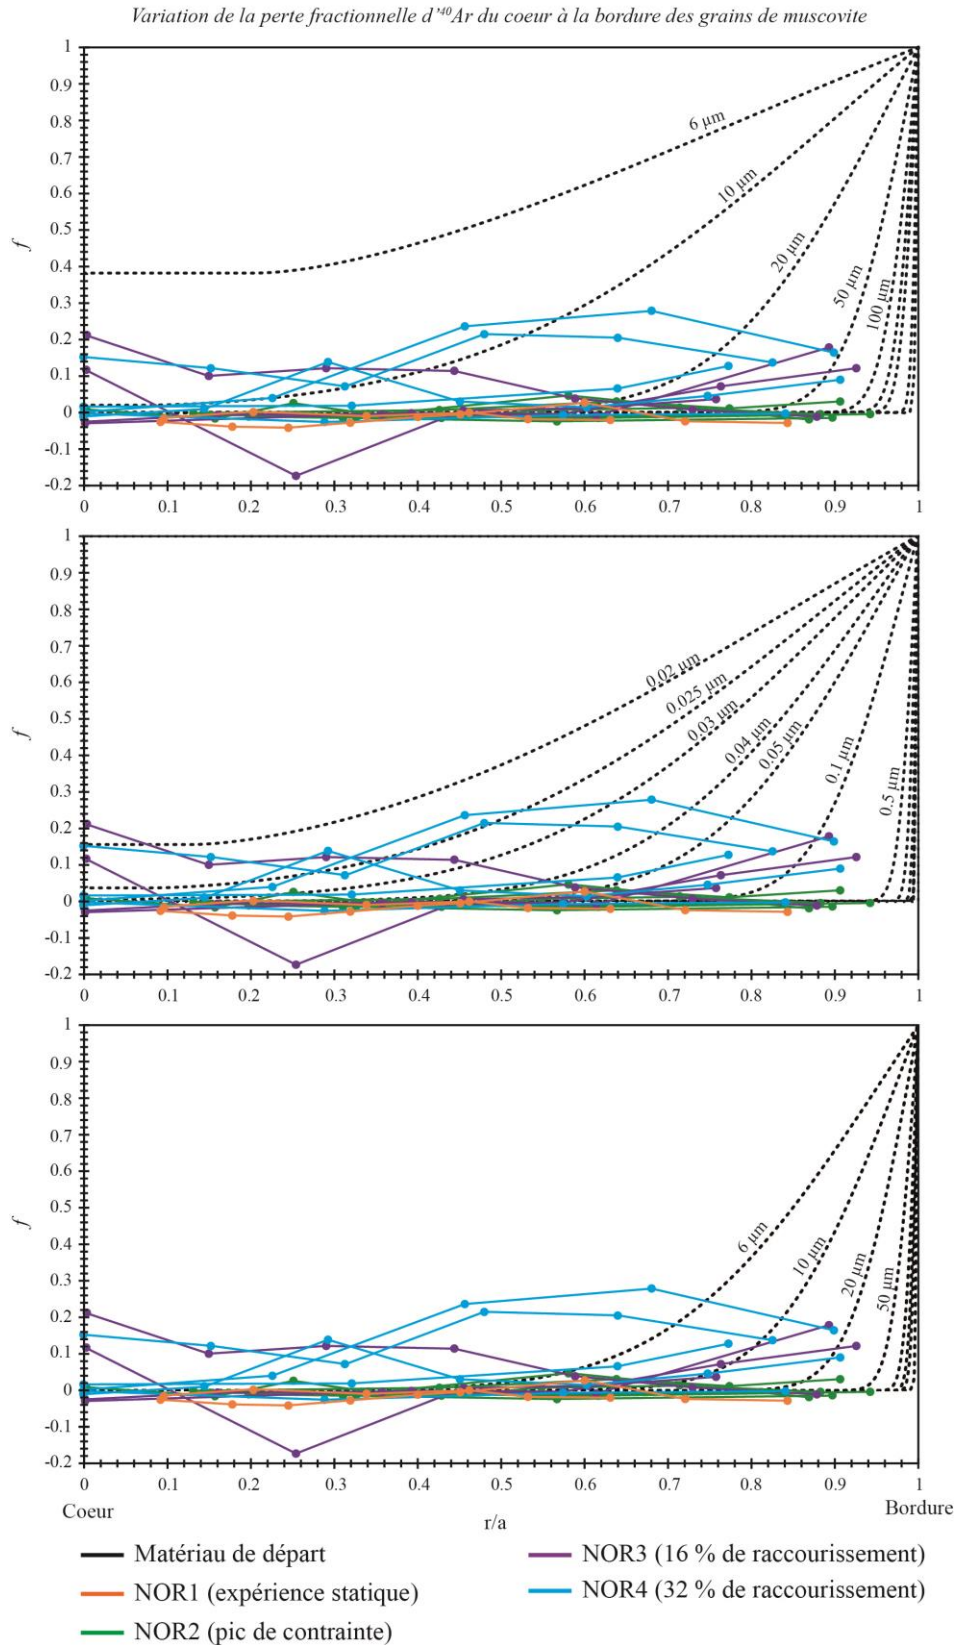 Variation de la perte fractionnelle d'⁴⁰Ar du coeur à la bordure des grains de muscovite
1
0.9
0.8
0.7
0.6
0.5
0.4
0.3
0.2
0.1
0
-0.1
-0.2
f
6 µm
10 µm
20 µm
50 µm
100 µm
0 0.1 0.2 0.3 0.4 0.5 0.6 0.7 0.8 0.9 1
1
0.9
0.8
0.7
0.6
0.5
0.4
0.3
0.2
0.1
0
-0.1
-0.2
f
0.02 µm
0.025 µm
0.03 µm
0.04 µm
0.05 µm
0.1 µm
0.5 µm
0 0.1 0.2 0.3 0.4 0.5 0.6 0.7 0.8 0.9 1
1
0.9
0.8
0.7
0.6
0.5
0.4
0.3
0.2
0.1
0
-0.1
-0.2
f
6 µm
10 µm
20 µm
50 µm
0 0.1 0.2 0.3 0.4 0.5 0.6 0.7 0.8 0.9 1
Coeur r/a Bordure
Matériau de départ
NOR1 (expérience statique)
NOR2 (pic de contrainte)
NOR3 (16 % de raccourissement)
NOR4 (32 % de raccourissement)